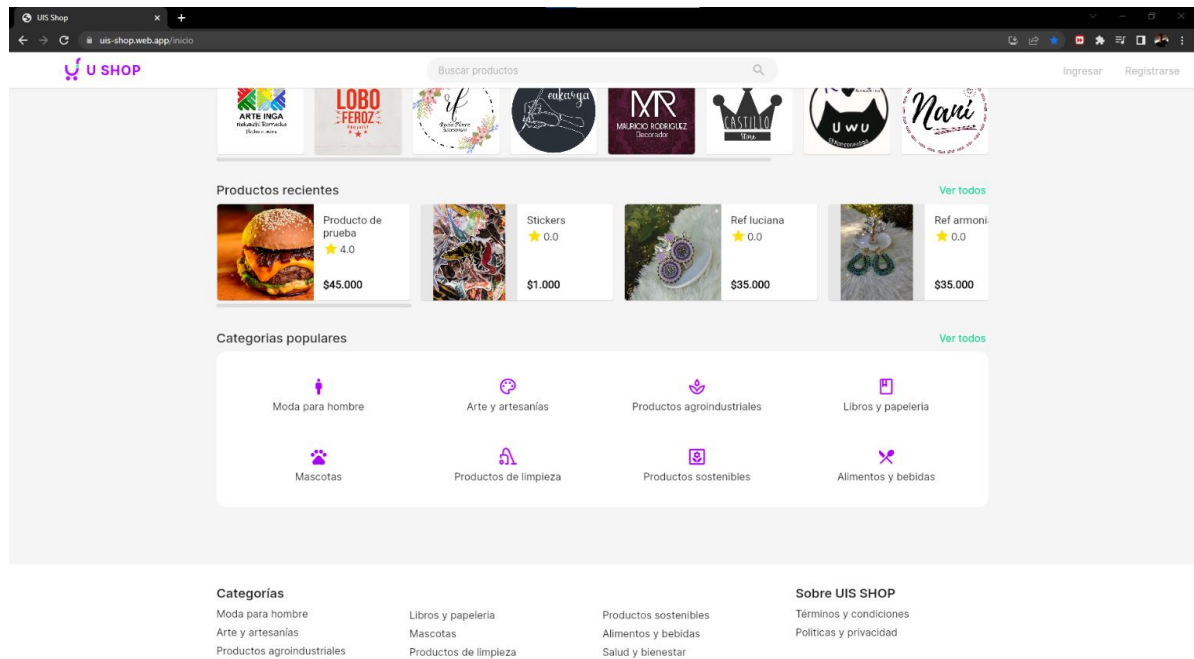 UIS Shop
uis-shop.web.app/inicio
U SHOP
Buscar productos
Ingresar
Registrarse
ARTE INGA
LOBO
FEROZ
eukarya
MR
MAURICIO RODRIGUEZ
Decorador
CASTILLO
Store
UWU
Nani
Productos recientes
Ver todos
Producto de
prueba
4.0
$45.000
Stickers
0.0
$1.000
Ref luciana
0.0
$35.000
Ref armoni
0.0
$35.000
Categorias populares
Ver todos
Moda para hombre
Arte y artesanías
Productos agroindustriales
Libros y papeleria
Mascotas
Productos de limpieza
Productos sostenibles
Alimentos y bebidas
Categorías
Moda para hombre
Arte y artesanías
Productos agroindustriales
Libros y papeleria
Mascotas
Productos de limpieza
Productos sostenibles
Alimentos y bebidas
Salud y bienestar
Sobre UIS SHOP
Términos y condiciones
Politicas y privacidad